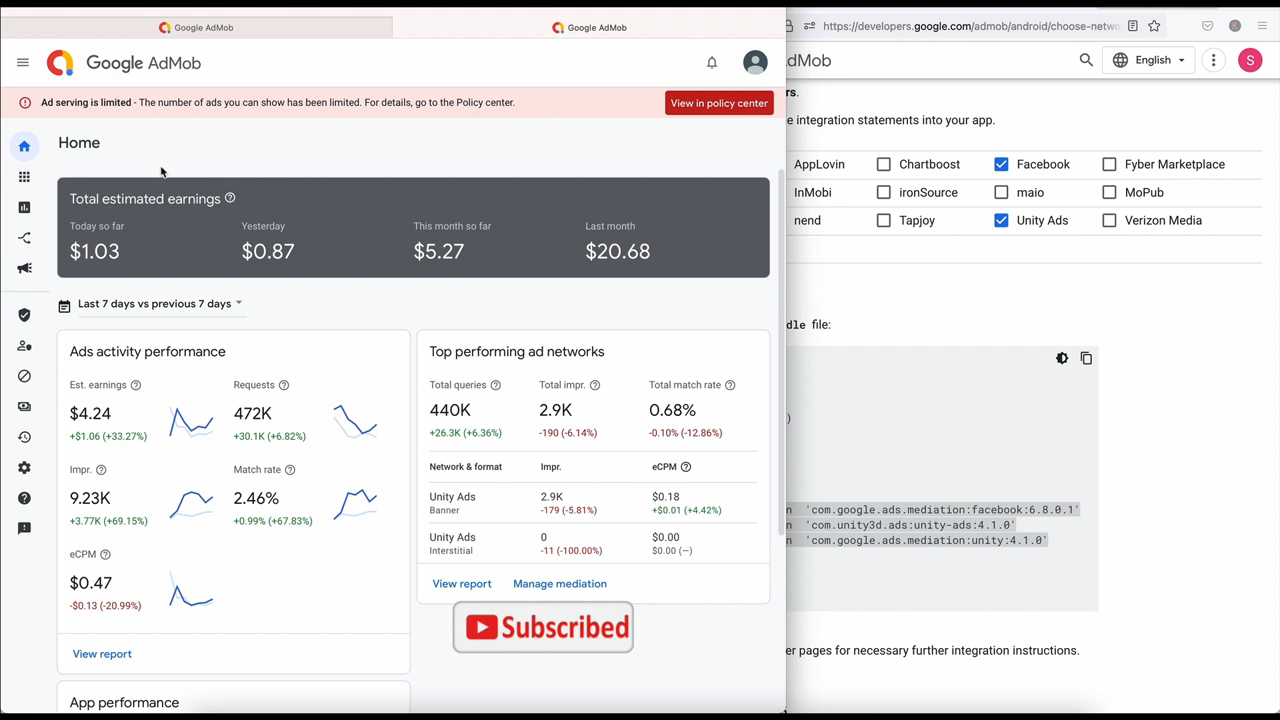 Google AdMob
Google AdMob
Google AdMob
Ad serving is limited - The number of ads you can show has been limited. For details, go to the Policy center.
View in policy center
Home
Total estimated earnings
Today so far
Yesterday
This month so far
Last month
$1.03
$0.87
$5.27
$20.68
Last 7 days vs previous 7 days
Ads activity performance
Est. earnings
Requests
$4.24
472K
+$1.06 (+33.27%)
+30.1K (+6.82%)
Impr.
Match rate
9.23K
2.46%
+3.77K (+69.15%)
+0.99% (+67.83%)
eCPM
$0.47
-$0.13 (-20.99%)
View report
App performance
Top performing ad networks
Total queries
Total impr.
Total match rate
440K
2.9K
0.68%
+26.3K (+6.36%)
-190 (-6.14%)
-0.10% (-12.86%)
Network & format
Impr.
eCPM
Unity Ads
2.9K
$0.18
Banner
-179 (-5.81%)
+$0.01 (+4.42%)
Unity Ads
0
$0.00
Interstitial
-11 (-100.00%)
$0.00 (—)
View report
Manage mediation
Subscribed
https://developers.google.com/admob/android/choose-netwo
dMob
English
S
rs.
e integration statements into your app.
AppLovin
Chartboost
Facebook
Fyber Marketplace
InMobi
ironSource
maio
MoPub
nend
Tapjoy
Unity Ads
Verizon Media
dle file:
)
n 'com.google.ads.mediation:facebook:6.8.0.1'
n 'com.unity3d.ads:unity-ads:4.1.0'
n 'com.google.ads.mediation:unity:4.1.0'
er pages for necessary further integration instructions.